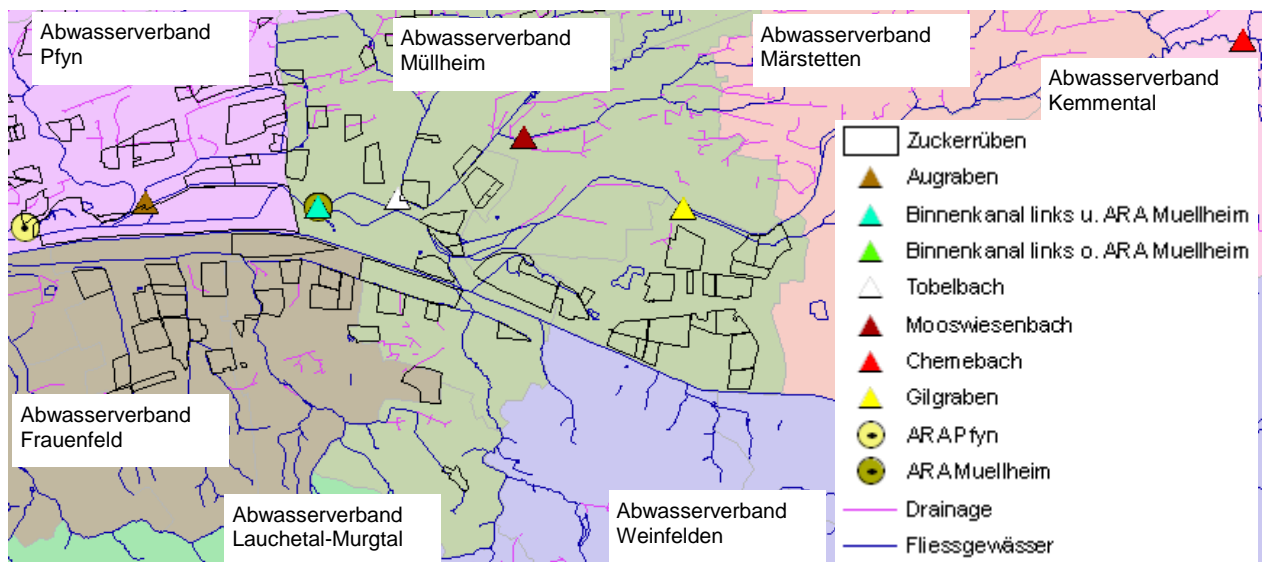 Abwasserverband
Pfyn
Abwasserverband
Müllheim
Abwasserverband
Märstetten
Abwasserverband
Kemmental
Zuckerrüben
Augraben
Binnenkanal links u. ARA Muellheim
Binnenkanal links o. ARA Muellheim
Tobelbach
Mooswiesenbach
Chemebach
Gilgraben
ARA Pfyn
ARA Muellheim
Drainage
Fliessgewässer
Abwasserverband
Frauenfeld
Abwasserverband
Lauchetal-Murgtal
Abwasserverband
Weinfelden